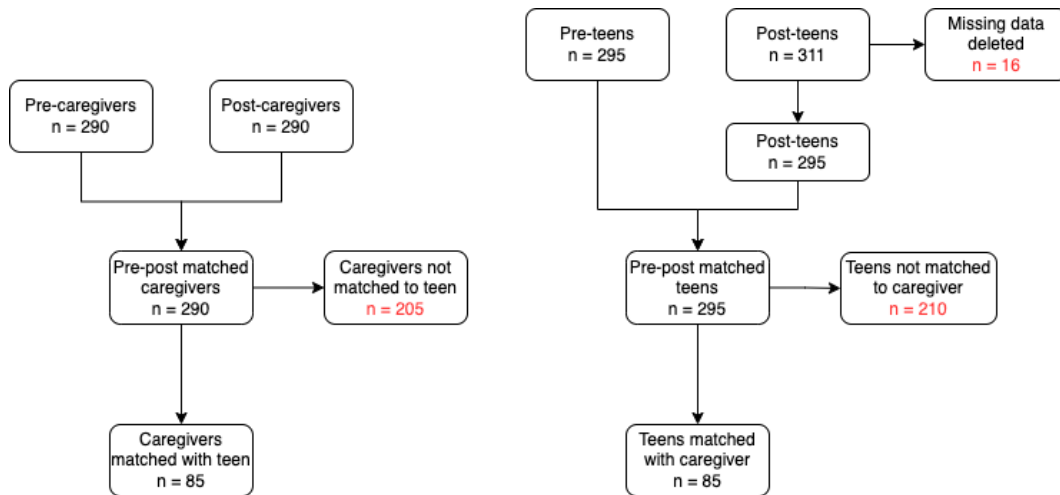 Pre-caregivers
n = 290
Post-caregivers
n = 290
Pre-post matched
caregivers
n = 290
Caregivers not
matched to teen
n = 205
Caregivers
matched with teen
n = 85
Pre-teens
n = 295
Post-teens
n = 311
Missing data
deleted
n = 16
Post-teens
n = 295
Pre-post matched
teens
n = 295
Teens not matched
to caregiver
n = 210
Teens matched
with caregiver
n = 85